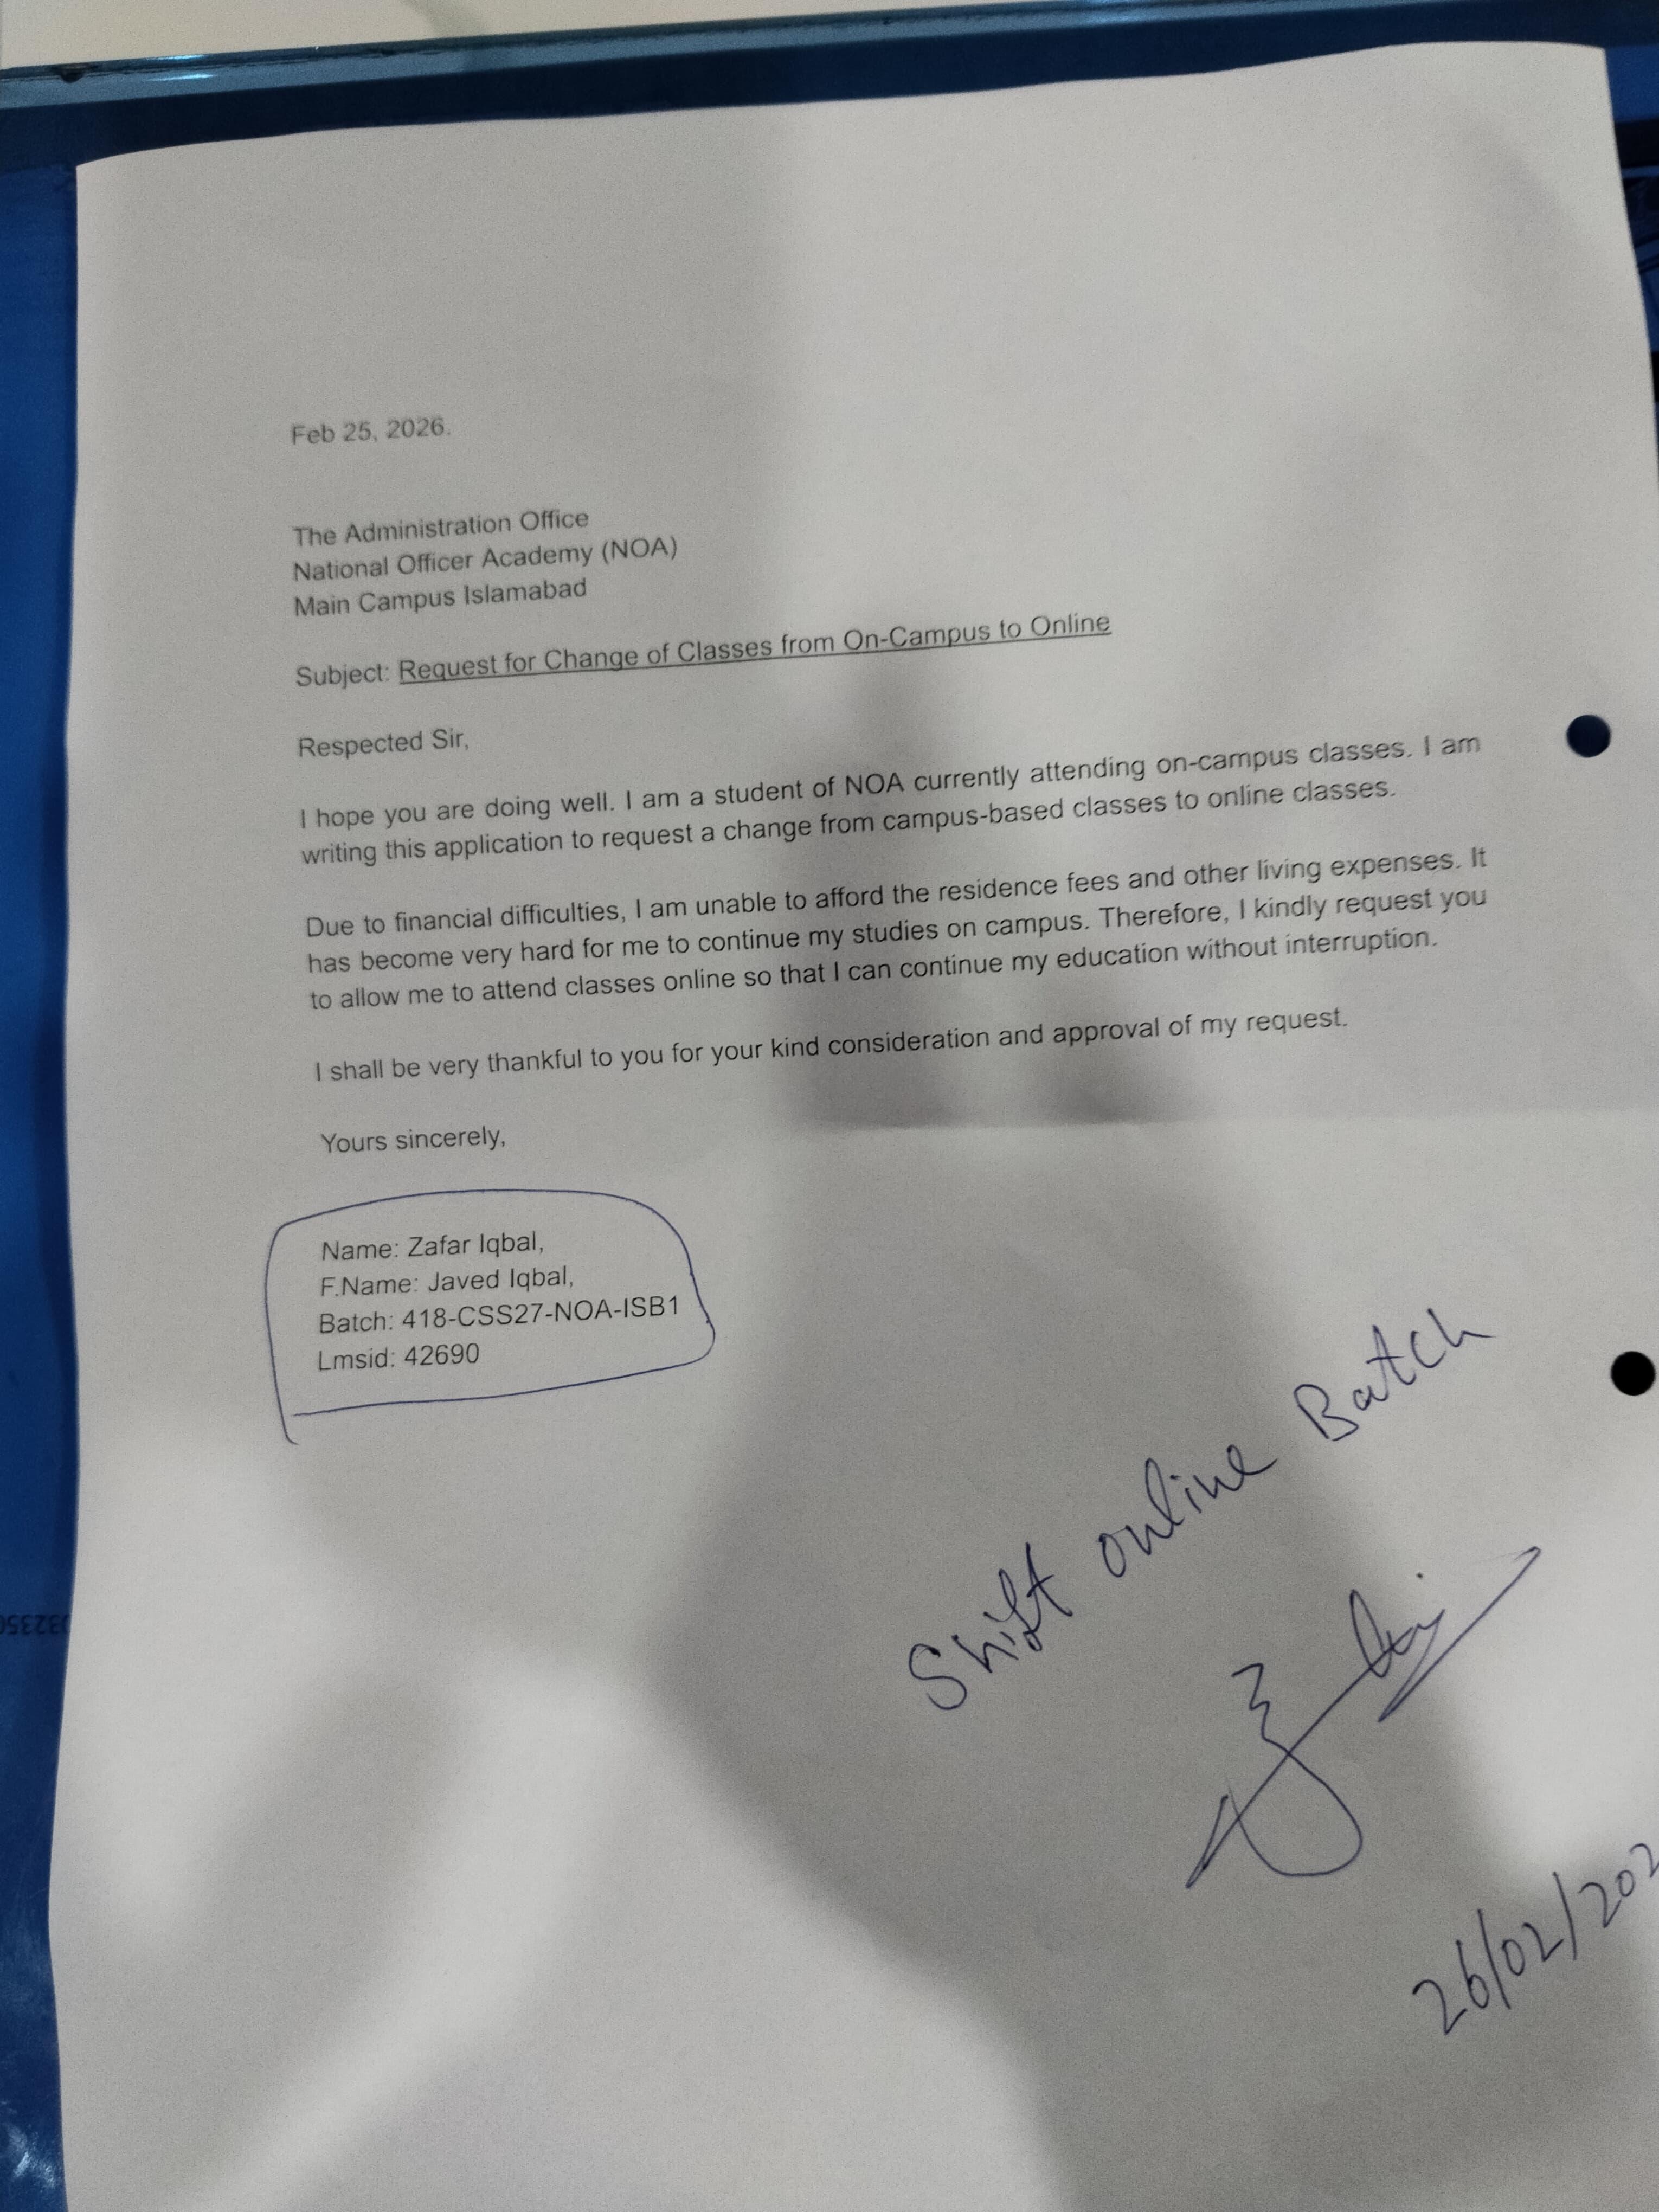 Feb 25, 2026.
The Administration Office
National Officer Academy (NOA)
Main Campus Islamabad
Subject: Request for Change of Classes from On-Campus to Online
Respected Sir,
I hope you are doing well. I am a student of NOA currently attending on-campus classes. I am
writing this application to request a change from campus-based classes to online classes.
Due to financial difficulties, I am unable to afford the residence fees and other living expenses. It
has become very hard for me to continue my studies on campus. Therefore, I kindly request you
to allow me to attend classes online so that I can continue my education without interruption.
I shall be very thankful to you for your kind consideration and approval of my request.
Yours sincerely,
Name: Zafar Iqbal,
F.Name: Javed Iqbal,
Batch: 418-CSS27-NOA-ISB1
Lmsid: 42690
Shift online Batch
26/02/202